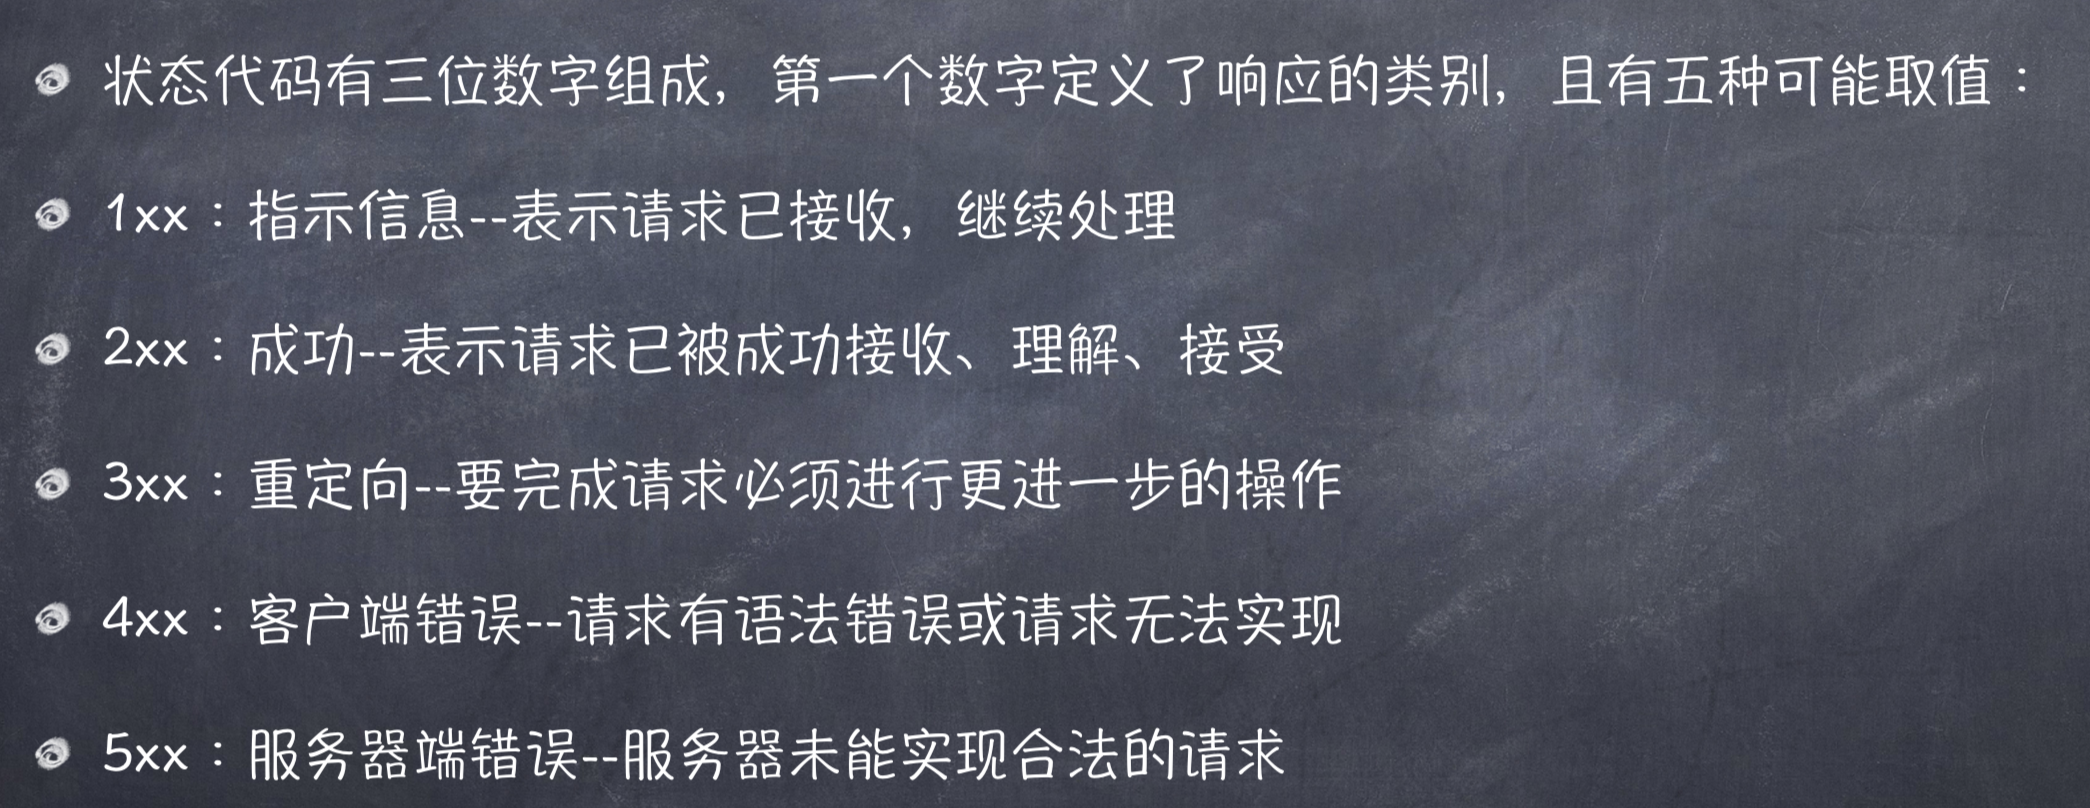 状态代码有三位数字组成，第一个数字定义了响应的类别，且有五种可能取值：
1xx：指示信息--表示请求已接收，继续处理
2xx：成功--表示请求已被成功接收、理解、接受
3xx：重定向--要完成请求必须进行更进一步的操作
4xx：客户端错误--请求有语法错误或请求无法实现
5xx：服务器端错误--服务器未能实现合法的请求